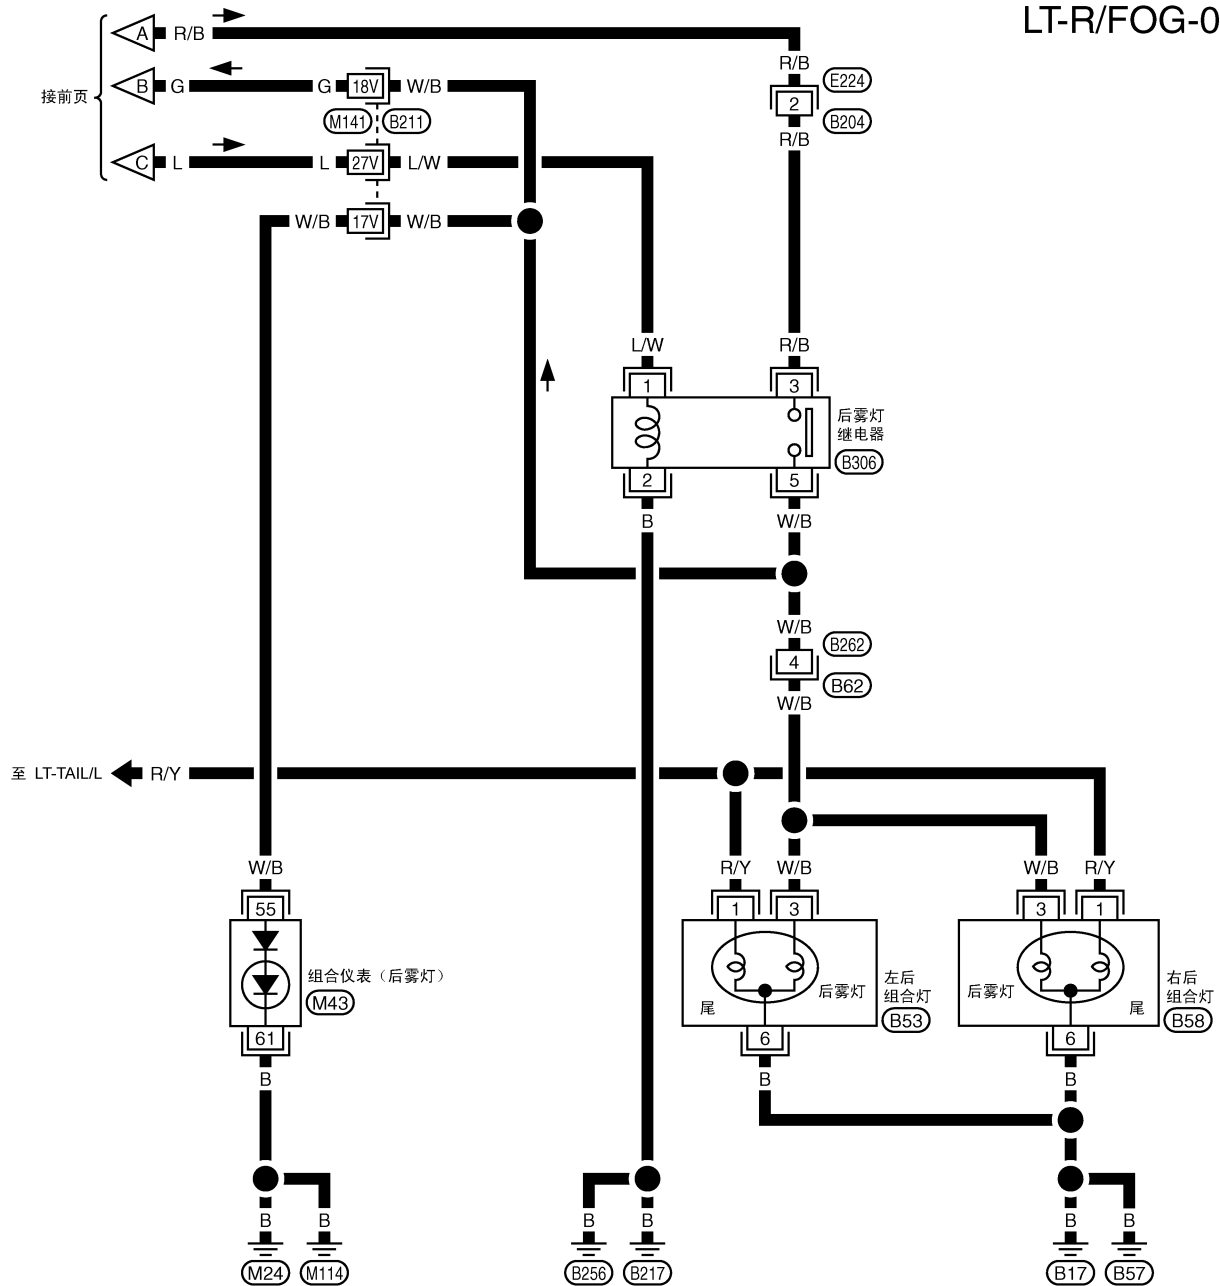 LT-R/FOG-0
A R/B
R/B
接前页
B G G 18V W/B
E224
2
M141 B211
B204
R/B
C L L 27V L/W
W/B 17V W/B
L/W R/B
1 3
后雾灯
继电器
B306
2 5
B W/B
W/B
B262
4
B62
W/B
至 LT-TAIL/L R/Y
W/B R/Y W/B W/B R/Y
55 1 3 3 1
组合仪表（后雾灯）
M43
后雾灯
尾
左后
组合灯
B53
后雾灯
尾
右后
组合灯
B58
61 6 6
B B B
B B B B B B
M24 M114 B256 B217 B17 B57